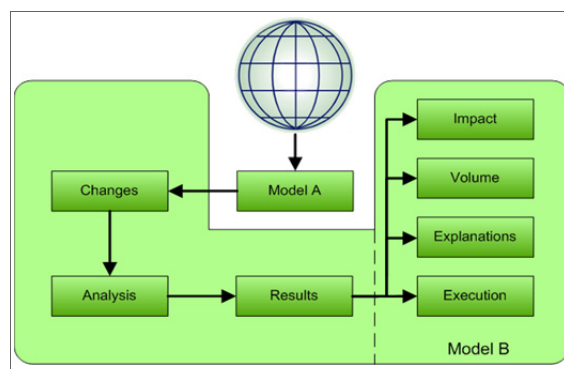 Impact
Volume
Changes
Model A
Explanations
Analysis
Results
Execution
Model B